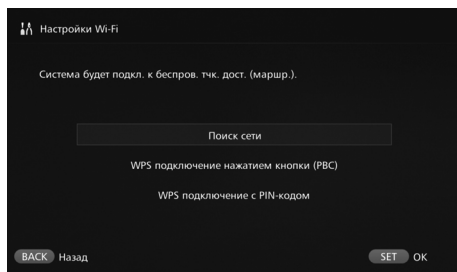 Настройки Wi-Fi
Система будет подкл. к беспров. тчк. дост. (маршр.).
Поиск сети
WPS подключение нажатием кнопки (PBC)
WPS подключение с PIN-кодом
BACK Назад
SET OK